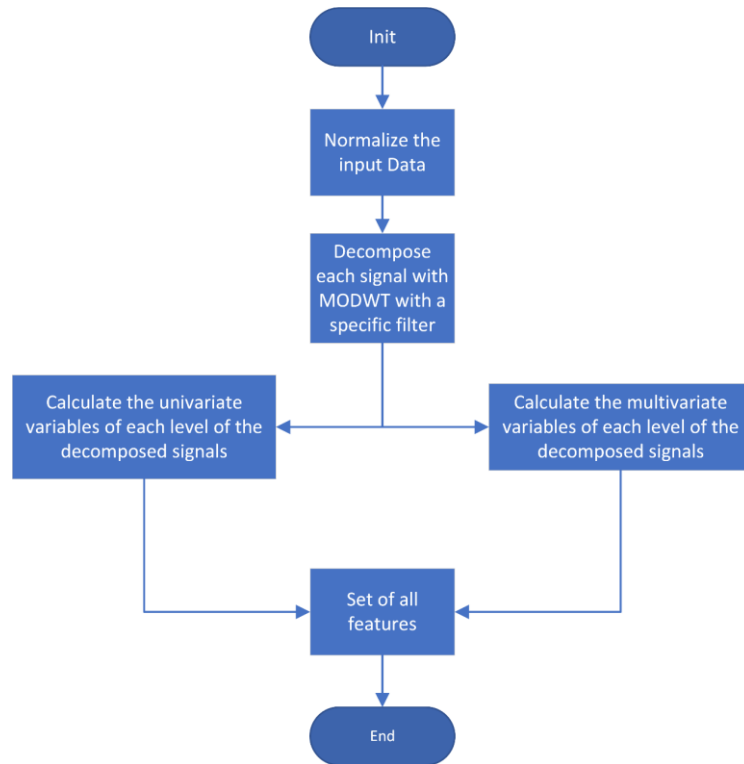 Init
Normalize the
input Data
Decompose
each signal with
MODWT with a
specific filter
Calculate the univariate
variables of each level of the
decomposed signals
Calculate the multivariate
variables of each level of the
decomposed signals
Set of all
features
End